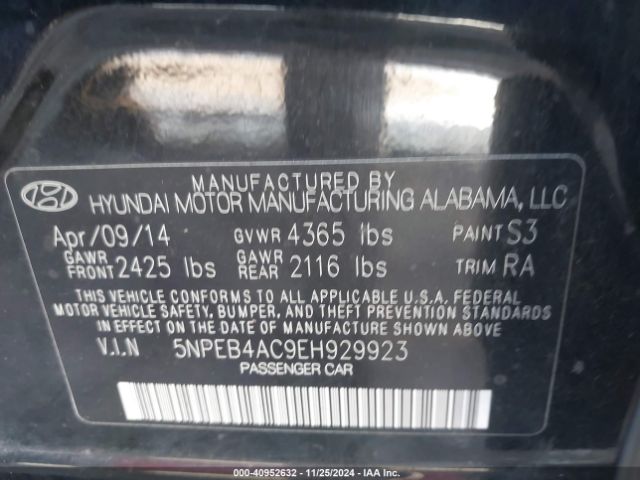 MANUFACTURED BY
HYUNDAI MOTOR MANUFACTURING ALABAMA, LLC
Apr/09/14 GVWR 4365 lbs PAINT S3
GAWR FRONT 2425 lbs GAWR REAR 2116 lbs TRIM RA
THIS VEHICLE CONFORMS TO ALL APPLICABLE U.S.A. FEDERAL
MOTOR VEHICLE SAFETY, BUMPER, AND THEFT PREVENTION STANDARDS
IN EFFECT ON THE DATE OF MANUFACTURE SHOWN ABOVE.
V.I.N 5NPEB4AC9EH929923
PASSENGER CAR
000-40952632 - 11/25/2024 - IAA Inc.